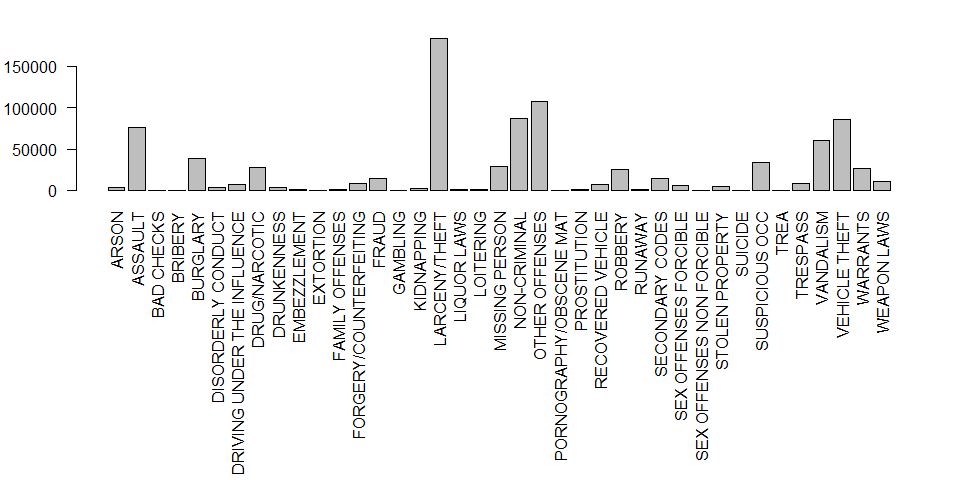 150000
100000
50000
0
ARSON
ASSAULT
BAD CHECKS
BRIBERY
BURGLARY
DISORDERLY CONDUCT
DRIVING UNDER THE INFLUENCE
DRUG/NARCOTIC
DRUNKENNESS
EMBEZZLEMENT
EXTORTION
FAMILY OFFENSES
FORGERY/COUNTERFEITING
FRAUD
GAMBLING
KIDNAPPING
LARCENY/THEFT
LIQUOR LAWS
LOITERING
MISSING PERSON
NON-CRIMINAL
OTHER OFFENSES
PORNOGRAPHY/OBSCENE MAT
PROSTITUTION
RECOVERED VEHICLE
ROBBERY
RUNAWAY
SECONDARY CODES
SEX OFFENSES FORCIBLE
SEX OFFENSES NON FORCIBLE
STOLEN PROPERTY
SUICIDE
SUSPICIOUS OCC
TREA
TRESPASS
VANDALISM
VEHICLE THEFT
WARRANTS
WEAPON LAWS